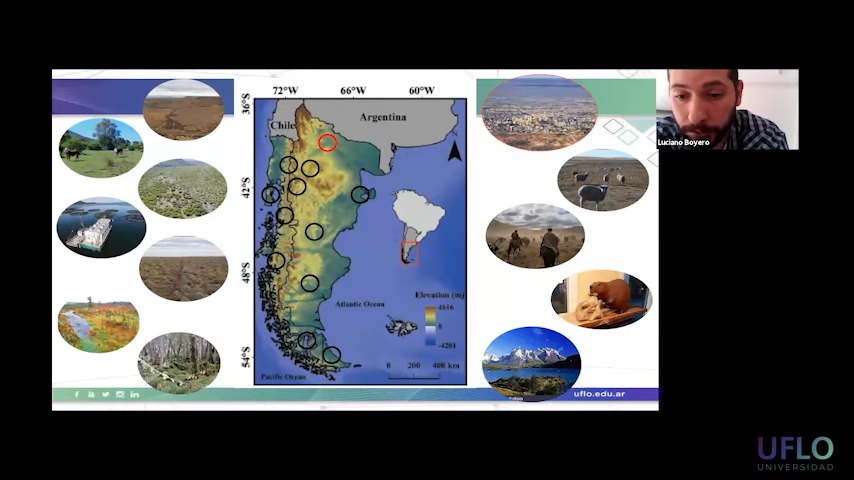 72°W
66°W
60°W
36°S
42°S
48°S
54°S
Chile
Argentina
N
Atlantic Ocean
Pacific Ocean
Elevation (m)
4616
0
-4281
0 200 400 km
uflo.edu.ar
Luciano Boyero
UFLO
UNIVERSIDAD